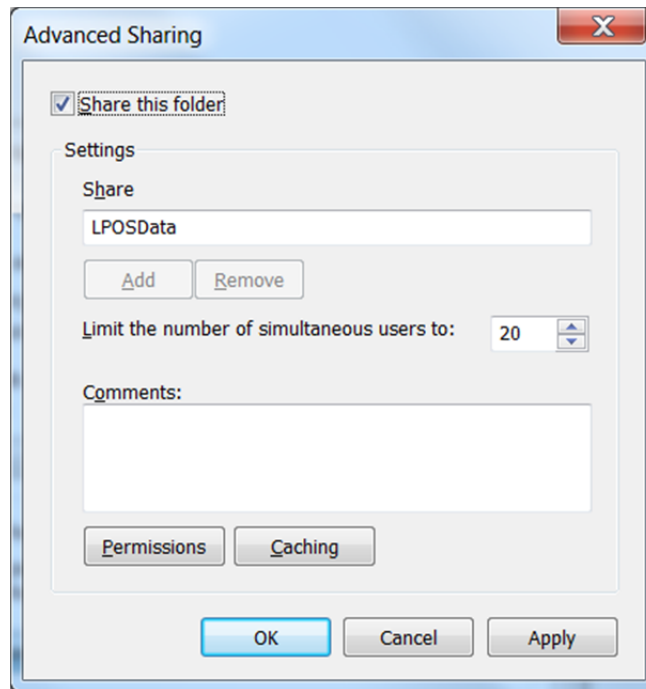 Advanced Sharing
Share this folder
Settings
Share
LPOSData
Add Remove
Limit the number of simultaneous users to: 20
Comments:
Permissions Caching
OK Cancel Apply